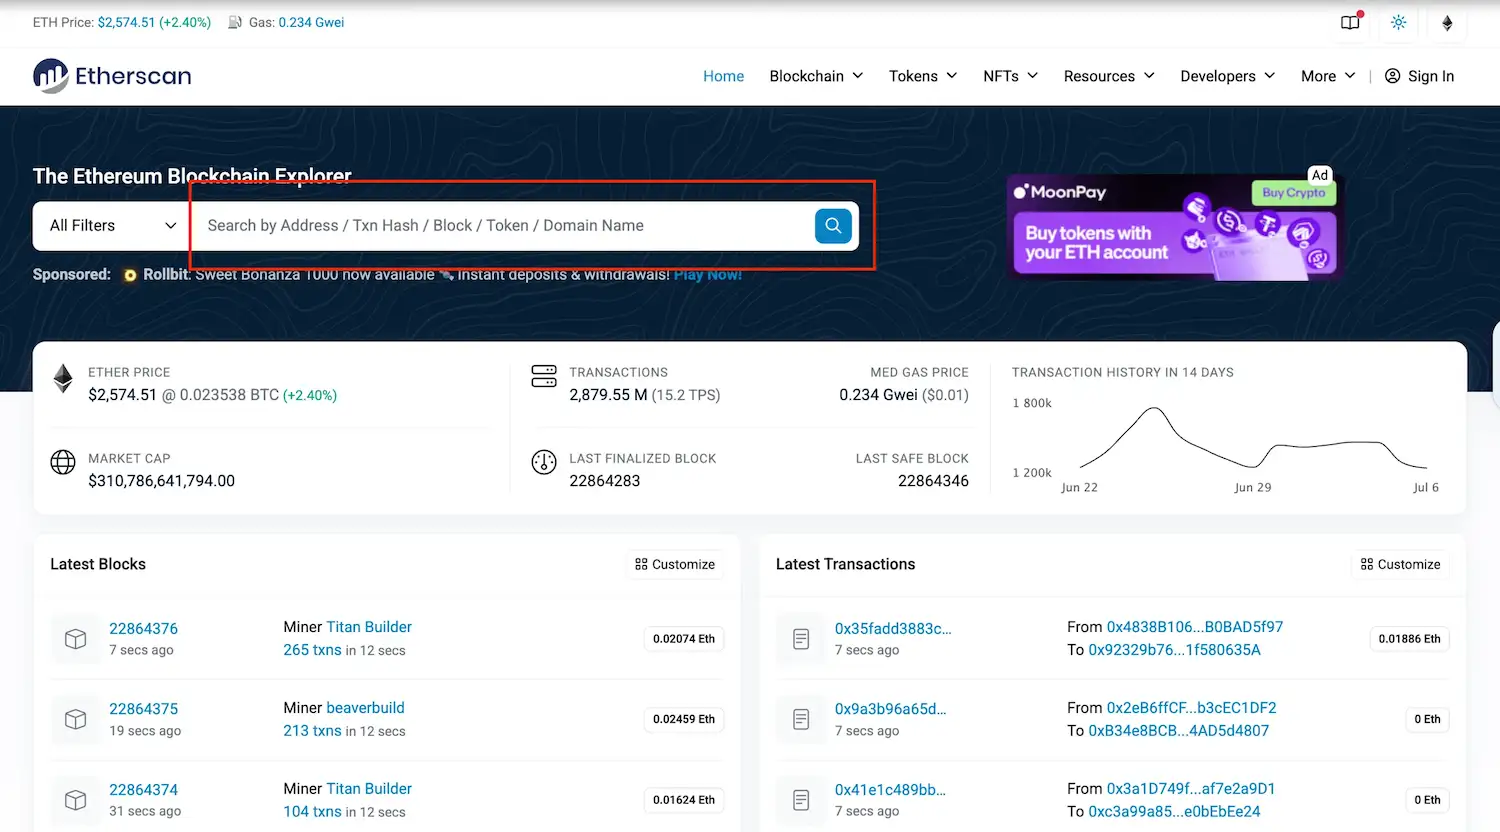 ETH Price: $2,574.51 (+2.40%) Gas: 0.234 Gwei
Etherscan
Home Blockchain Tokens NFTs Resources Developers More | Sign In
The Ethereum Blockchain Explorer
All Filters
Search by Address / Txn Hash / Block / Token / Domain Name
Sponsored: Rollbit: Sweet Bonanza 1000 now available Instant deposits & withdrawals! Play Now!
Ad
MoonPay
Buy Crypto
Buy tokens with
your ETH account
ETHER PRICE
$2,574.51 @ 0.023538 BTC (+2.40%)
MARKET CAP
$310,786,641,794.00
TRANSACTIONS
2,879.55 M (15.2 TPS)
MED GAS PRICE
0.234 Gwei ($0.01)
LAST FINALIZED BLOCK
22864283
LAST SAFE BLOCK
22864346
TRANSACTION HISTORY IN 14 DAYS
1 800k
1 200k
Jun 22 Jun 29 Jul 6
Latest Blocks
Customize
22864376
7 secs ago
Miner Titan Builder
265 txns in 12 secs
0.02074 Eth
22864375
19 secs ago
Miner beaverbuild
213 txns in 12 secs
0.02459 Eth
22864374
31 secs ago
Miner Titan Builder
104 txns in 12 secs
0.01624 Eth
Latest Transactions
Customize
0x35fadd3883c...
7 secs ago
From 0x4838B106...B0BAD5f97
To 0x92329b76...1f580635A
0.01886 Eth
0x9a3b96a65d...
7 secs ago
From 0x2eB6ffCF...b3cEC1DF2
To 0xB34e8BCB...4AD5d4807
0 Eth
0x41e1c489bb...
7 secs ago
From 0x3a1D749f...af7e2a9D1
To 0xc3a99a85...e0bEbEe24
0 Eth